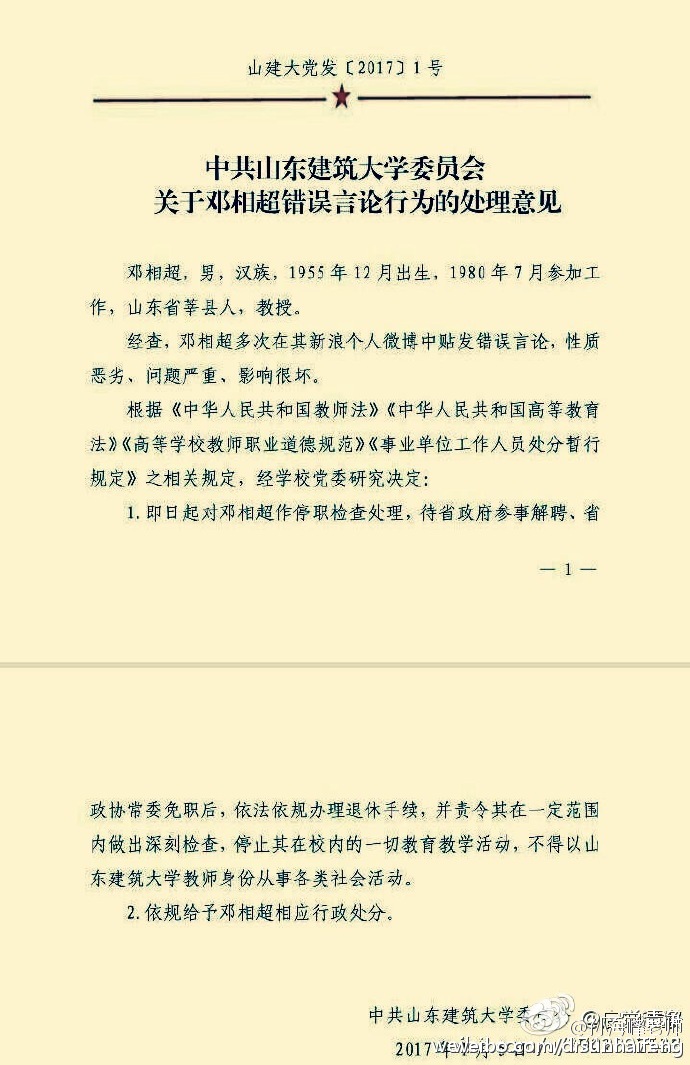 山建大党发〔2017〕1号
中共山东建筑大学委员会
关于邓相超错误言论行为的处理意见
邓相超，男，汉族，1955年12月出生，1980年7月参加工
作，山东省莘县人，教授。
经查，邓相超多次在其新浪个人微博中贴发错误言论，性质
恶劣、问题严重、影响很坏。
根据《中华人民共和国教师法》《中华人民共和国高等教育
法》《高等学校教师职业道德规范》《事业单位工作人员处分暂行
规定》之相关规定，经学校党委研究决定：
1.即日起对邓相超作停职检查处理，待省政府参事解聘、省
— 1 —
政协常委免职后，依法依规办理退休手续，并责令其在一定范围
内做出深刻检查，停止其在校内的一切教育教学活动，不得以山
东建筑大学教师身份从事各类社会活动。
2.依规给予邓相超相应行政处分。
中共山东建筑大学委
2017年